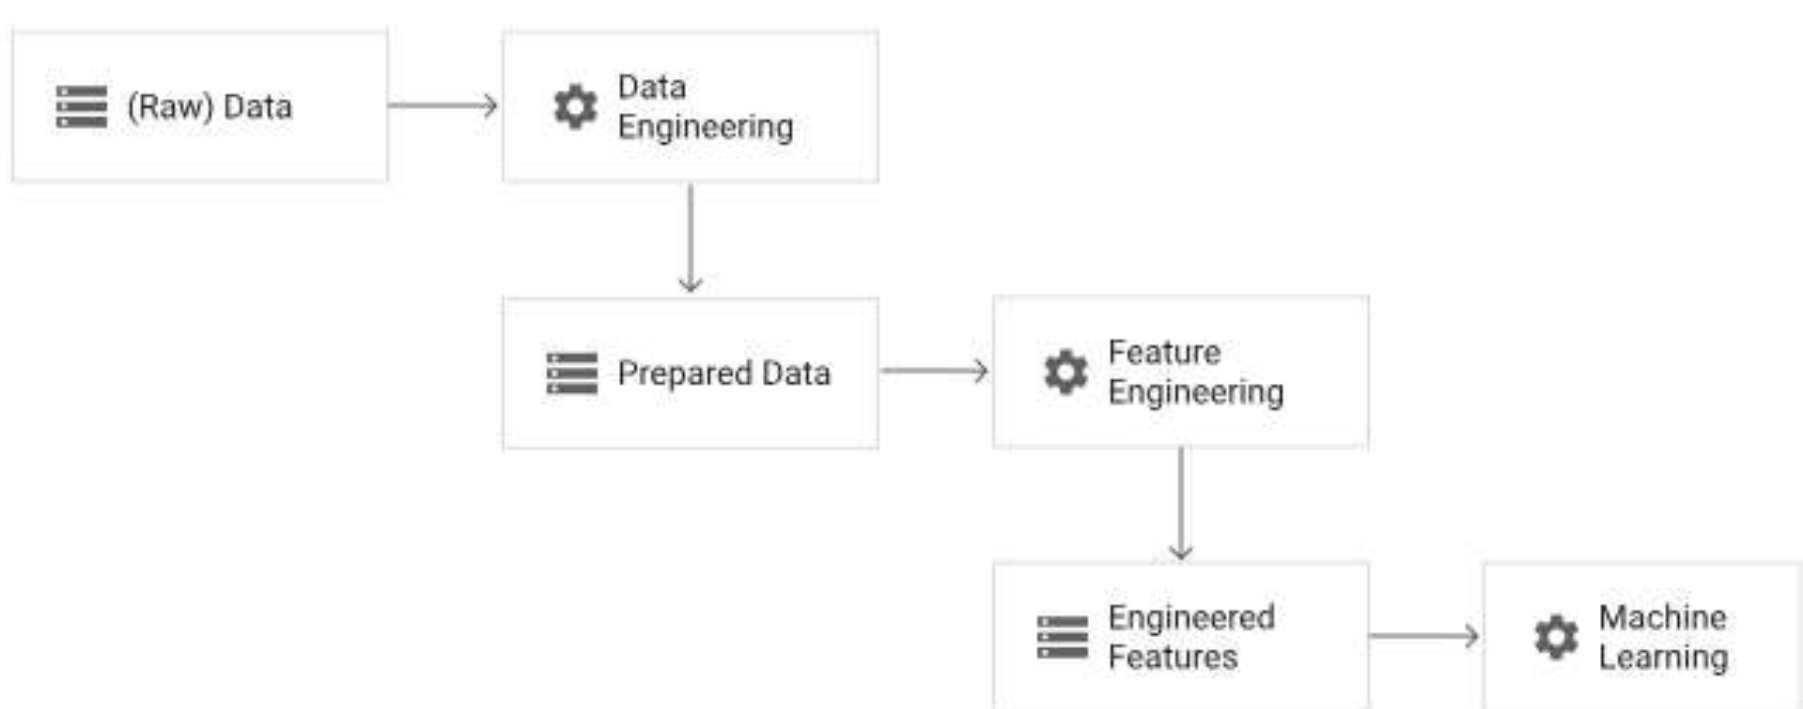 (Raw) Data
Data
Engineering
Prepared Data
Feature
Engineering
Engineered
Features
Machine
Learning